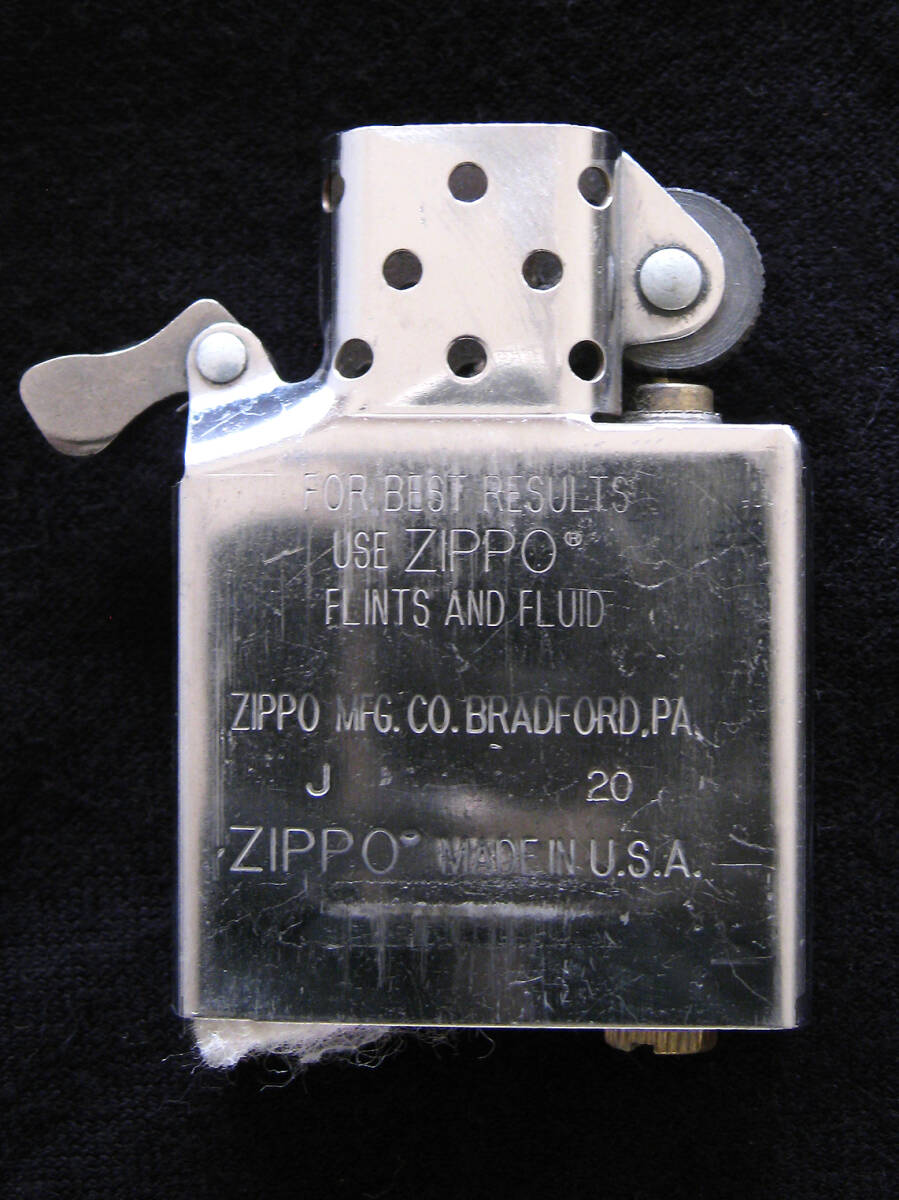 FOR BEST RESULTS
USE ZIPPO®
FLINTS AND FLUID
ZIPPO MFG. CO. BRADFORD, PA.
J 20
ZIPPO® MADE IN U.S.A.